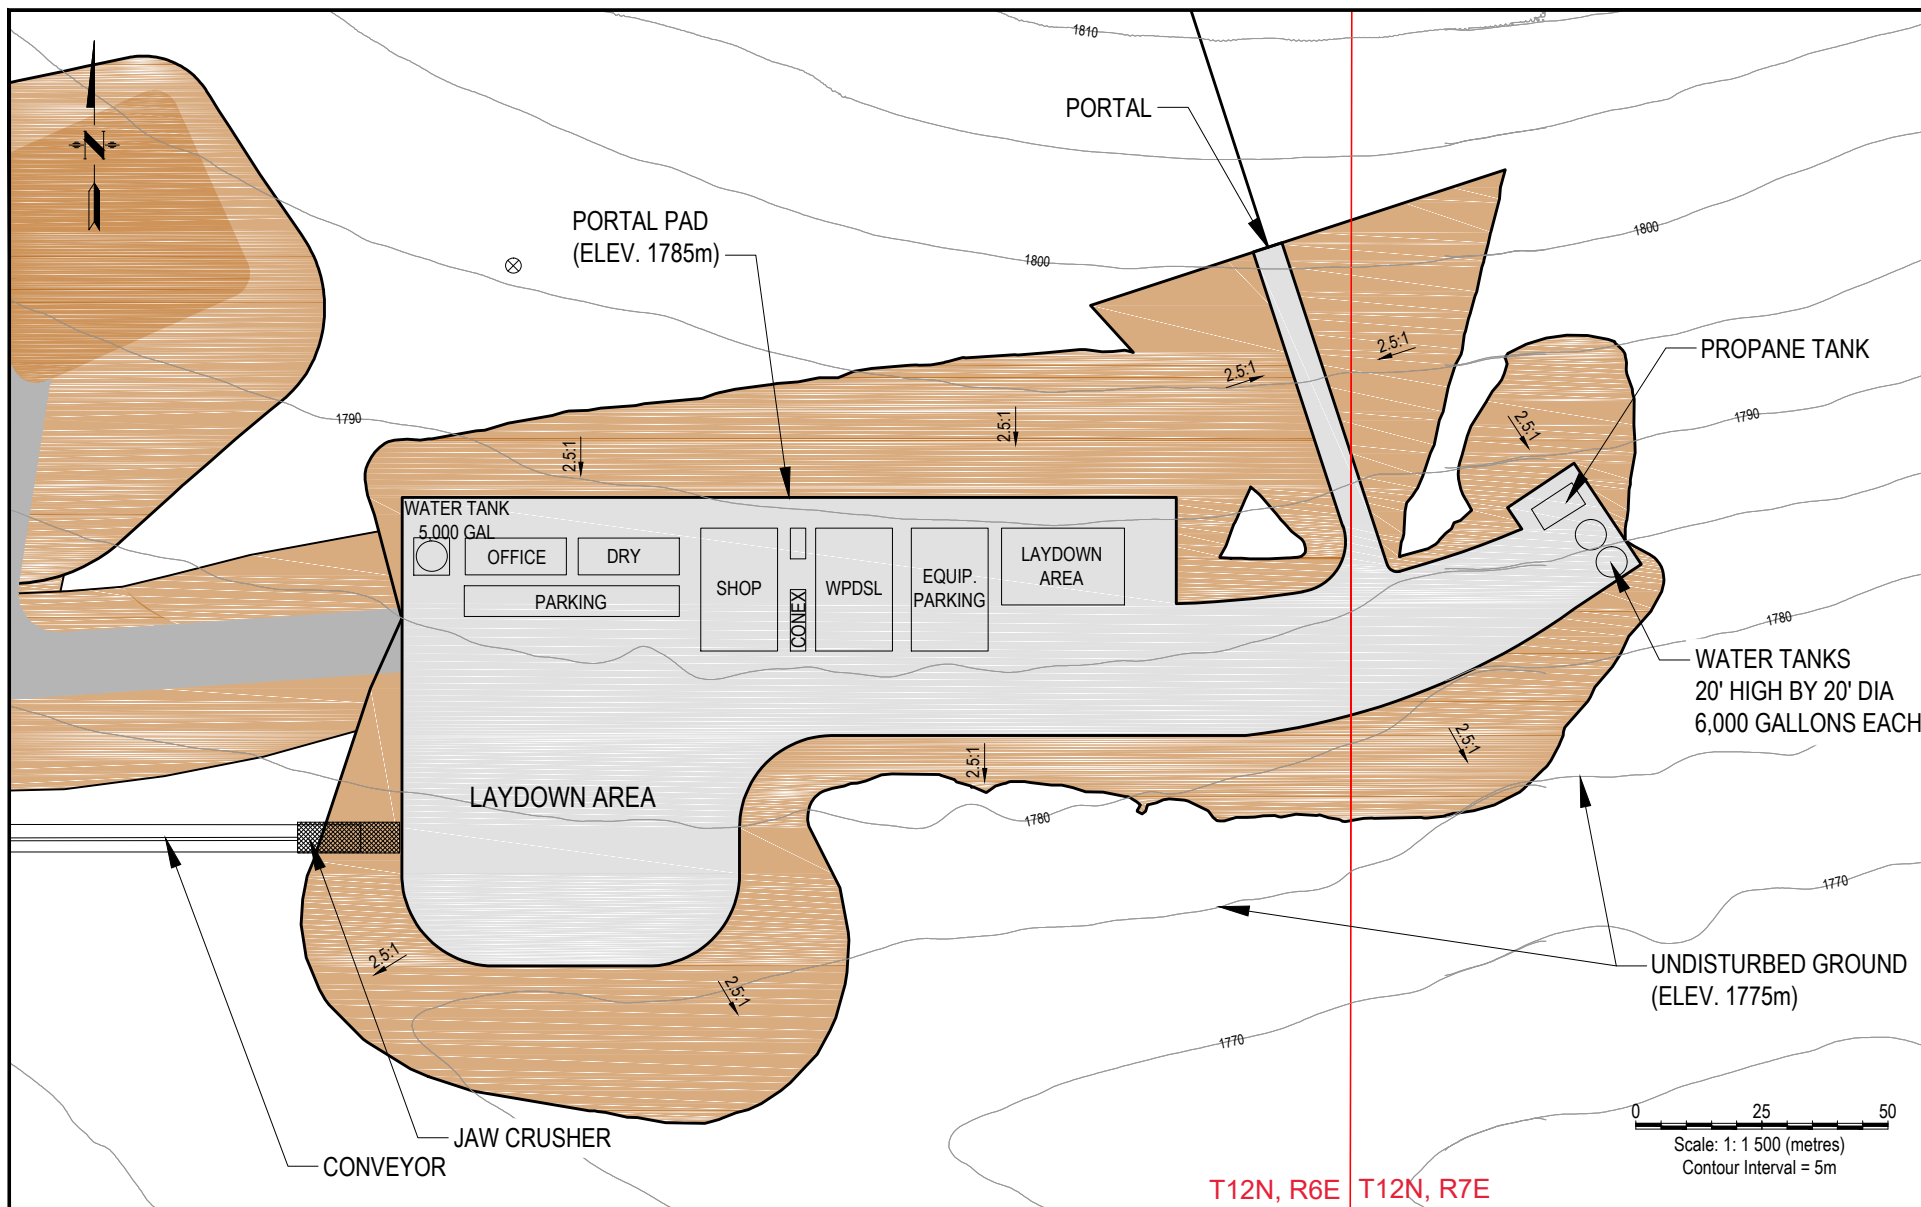 1810
PORTAL
N
PORTAL PAD
(ELEV. 1785m)
1800
1800
2.5:1
2.5:1
PROPANE TANK
1790
1790
2.5:1
2.5:1
2.5:1
WATER TANK
5,000 GAL
OFFICE
DRY
PARKING
SHOP
CONEX
WPDSL
EQUIP.
PARKING
LAYDOWN
AREA
1780
WATER TANKS
20' HIGH BY 20' DIA
6,000 GALLONS EACH
2.5:1
2.5:1
LAYDOWN AREA
1780
1770
2.5:1
2.5:1
UNDISTURBED GROUND
(ELEV. 1775m)
1770
JAW CRUSHER
CONVEYOR
0 25 50
Scale: 1: 1 500 (metres)
Contour Interval = 5m
T12N, R6E
T12N, R7E